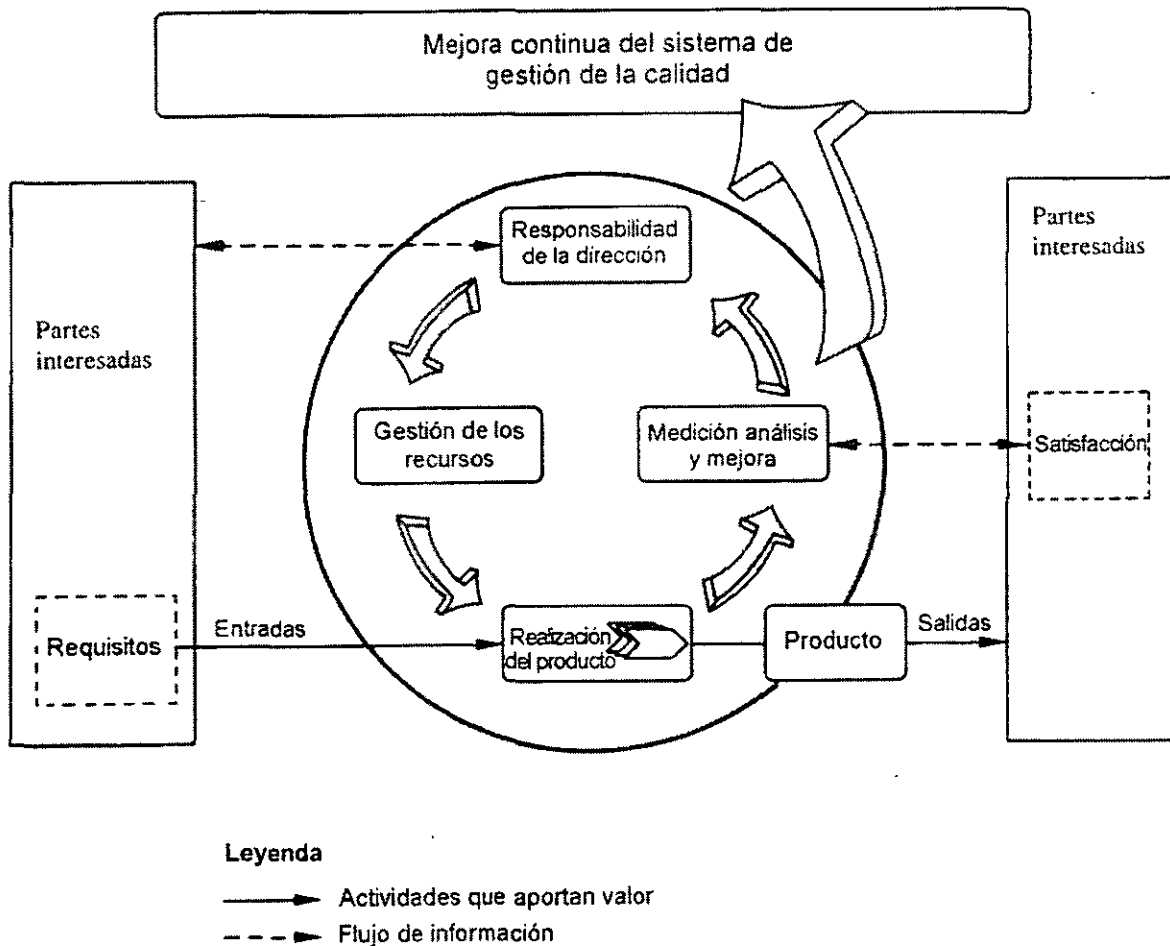 Mejora continua del sistema de
gestión de la calidad
Responsabilidad
de la dirección
Partes
interesadas
Partes
interesadas
Gestión de los
recursos
Medición análisis
y mejora
Satisfacción
Requisitos
Entradas
Realización
del producto
Producto
Salidas
Leyenda
Actividades que aportan valor
Flujo de información